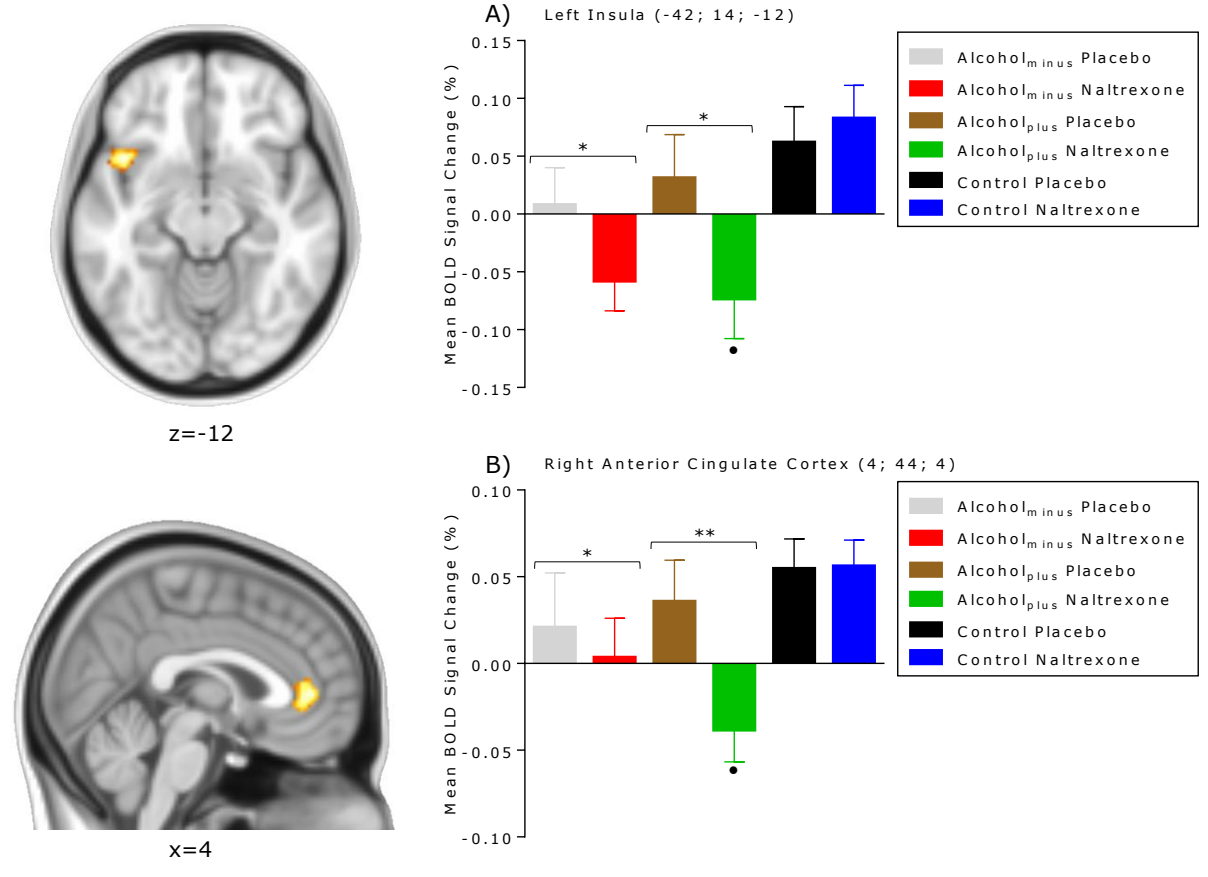 A) Left Insula (-42; 14; -12)
Mean BOLD Signal Change (%)
0.15
0.10
0.05
0.00
-0.05
-0.10
-0.15
*
*
•
Alcoholminus Placebo
Alcoholminus Naltrexone
Alcoholplus Placebo
Alcoholplus Naltrexone
Control Placebo
Control Naltrexone
z=-12
B) Right Anterior Cingulate Cortex (4; 44; 4)
Mean BOLD Signal Change (%)
0.10
0.05
0.00
-0.05
-0.10
*
**
•
Alcoholminus Placebo
Alcoholminus Naltrexone
Alcoholplus Placebo
Alcoholplus Naltrexone
Control Placebo
Control Naltrexone
x=4